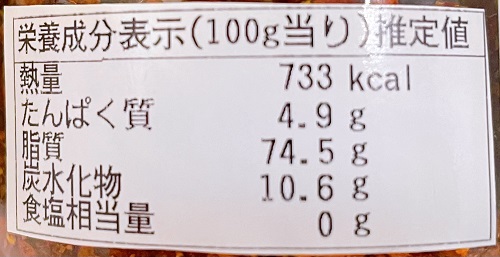 栄養成分表示(100g当り)推定値
熱量 733 kcal
たんぱく質 4.9 g
脂質 74.5 g
炭水化物 10.6 g
食塩相当量 0 g